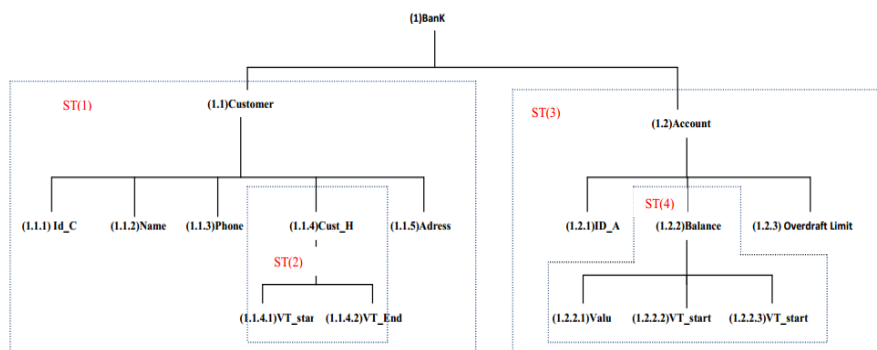 (1)BanK
ST(1)
(1.1)Customer
ST(3)
(1.2)Account
ST(4)
(1.1.1) Id_C
(1.1.2)Name
(1.1.3)Phone
(1.1.4)Cust_H
(1.1.5)Adress
(1.2.1)ID_A
(1.2.2)Balance
(1.2.3) Overdraft Limit
ST(2)
(1.1.4.1)VT_star
(1.1.4.2)VT_End
(1.2.2.1)Valu
(1.2.2.2)VT_start
(1.2.2.3)VT_start